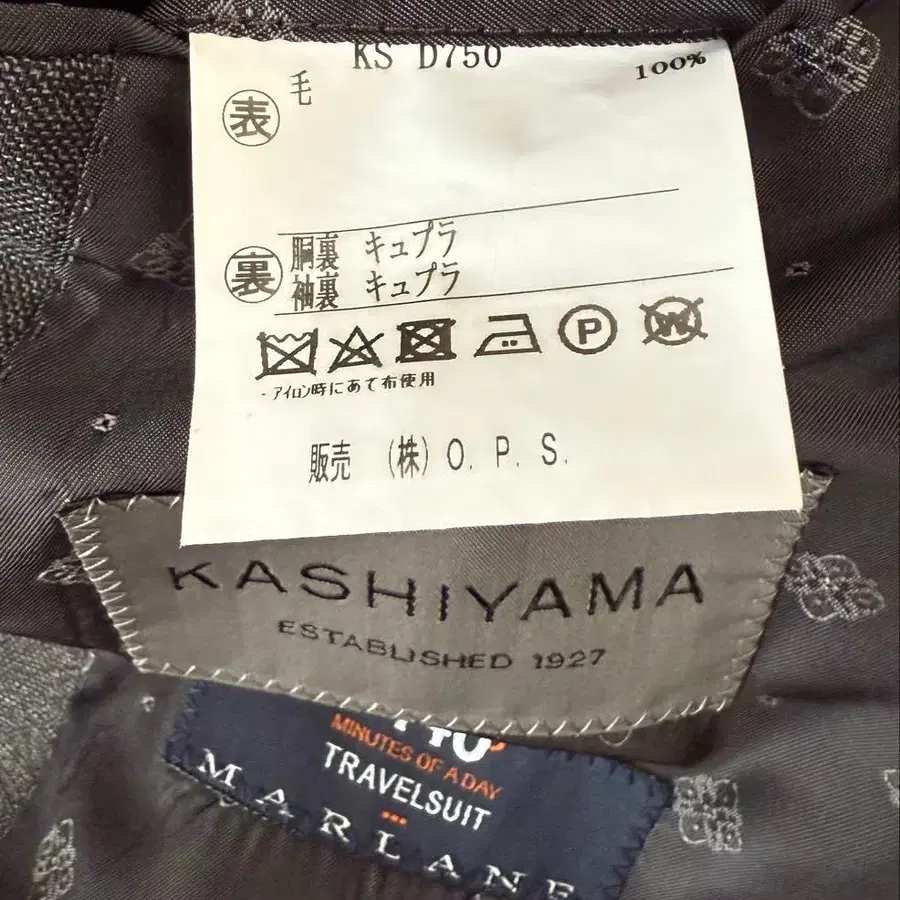 KS D750
表 毛 100%
裏 胴裏 キュプラ
袖裏 キュプラ
P W
・アイロン時にあて布使用
販売 (株) O. P. S.
KASHIYAMA
ESTABLISHED 1927
MINUTES OF A DAY
TRAVELSUIT
MARLANE